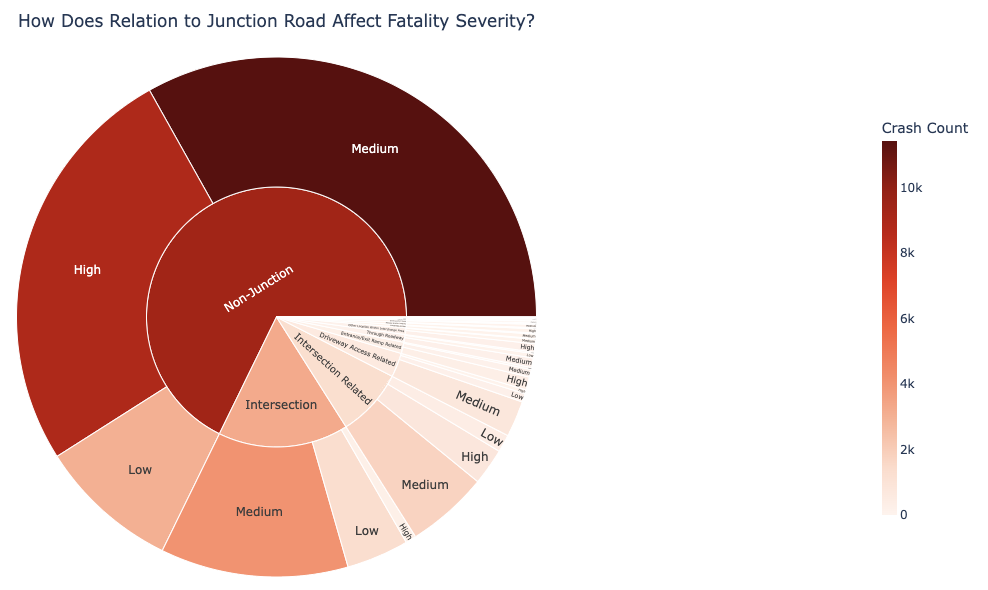 How Does Relation to Junction Road Affect Fatality Severity?
Crash Count
10k
8k
6k
4k
2k
0
Non-Junction
Medium
High
Low
Intersection
Medium
Low
High
Intersection Related
Medium
High
Low
Driveway Access Related
Medium
Low
Entrance/Exit Ramp Related
High
Medium
Through Roadway
Medium
High